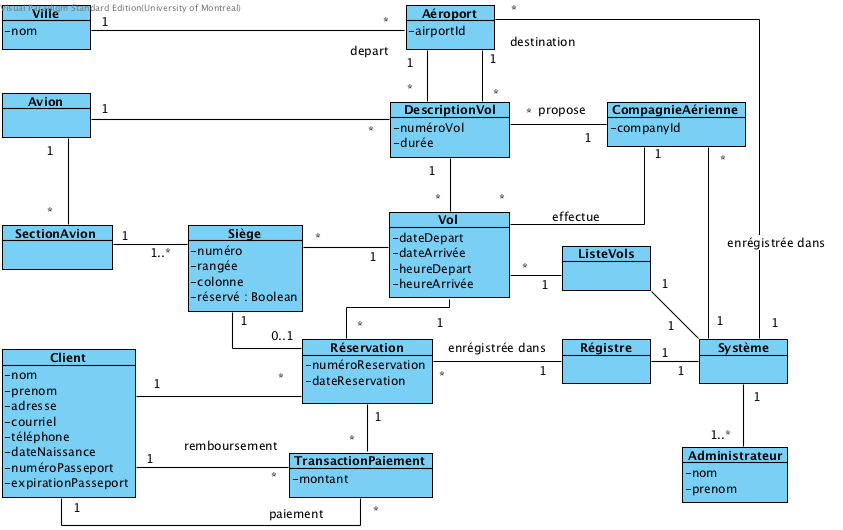 Visual Paradigm Standard Edition(University of Montreal)
Ville
-nom
1
*
depart
Aéroport
-airportId
*
destination
1
1
*
*
Avion
1
*
DescriptionVol
-numéroVol
-durée
* propose
1
CompagnieAérienne
-companyId
1
*
1
*
1
*
*
effectue
enrégistrée dans
SectionAvion
1
1..*
Siège
-numéro
-rangée
-colonne
-réservé : Boolean
*
1
Vol
-dateDepart
-dateArrivée
-heureDepart
-heureArrivée
*
1
ListeVols
1
1
1
1
1
0..1
*
1
Client
-nom
-prenom
-adresse
-courriel
-téléphone
-dateNaissance
-numéroPasseport
-expirationPasseport
1
*
Réservation
-numéroReservation
-dateReservation
enrégistrée dans
*
1
Régistre
1
1
Système
1
1..*
1
*
remboursement
1
*
TransactionPaiement
-montant
Administrateur
-nom
-prenom
1
paiement
*